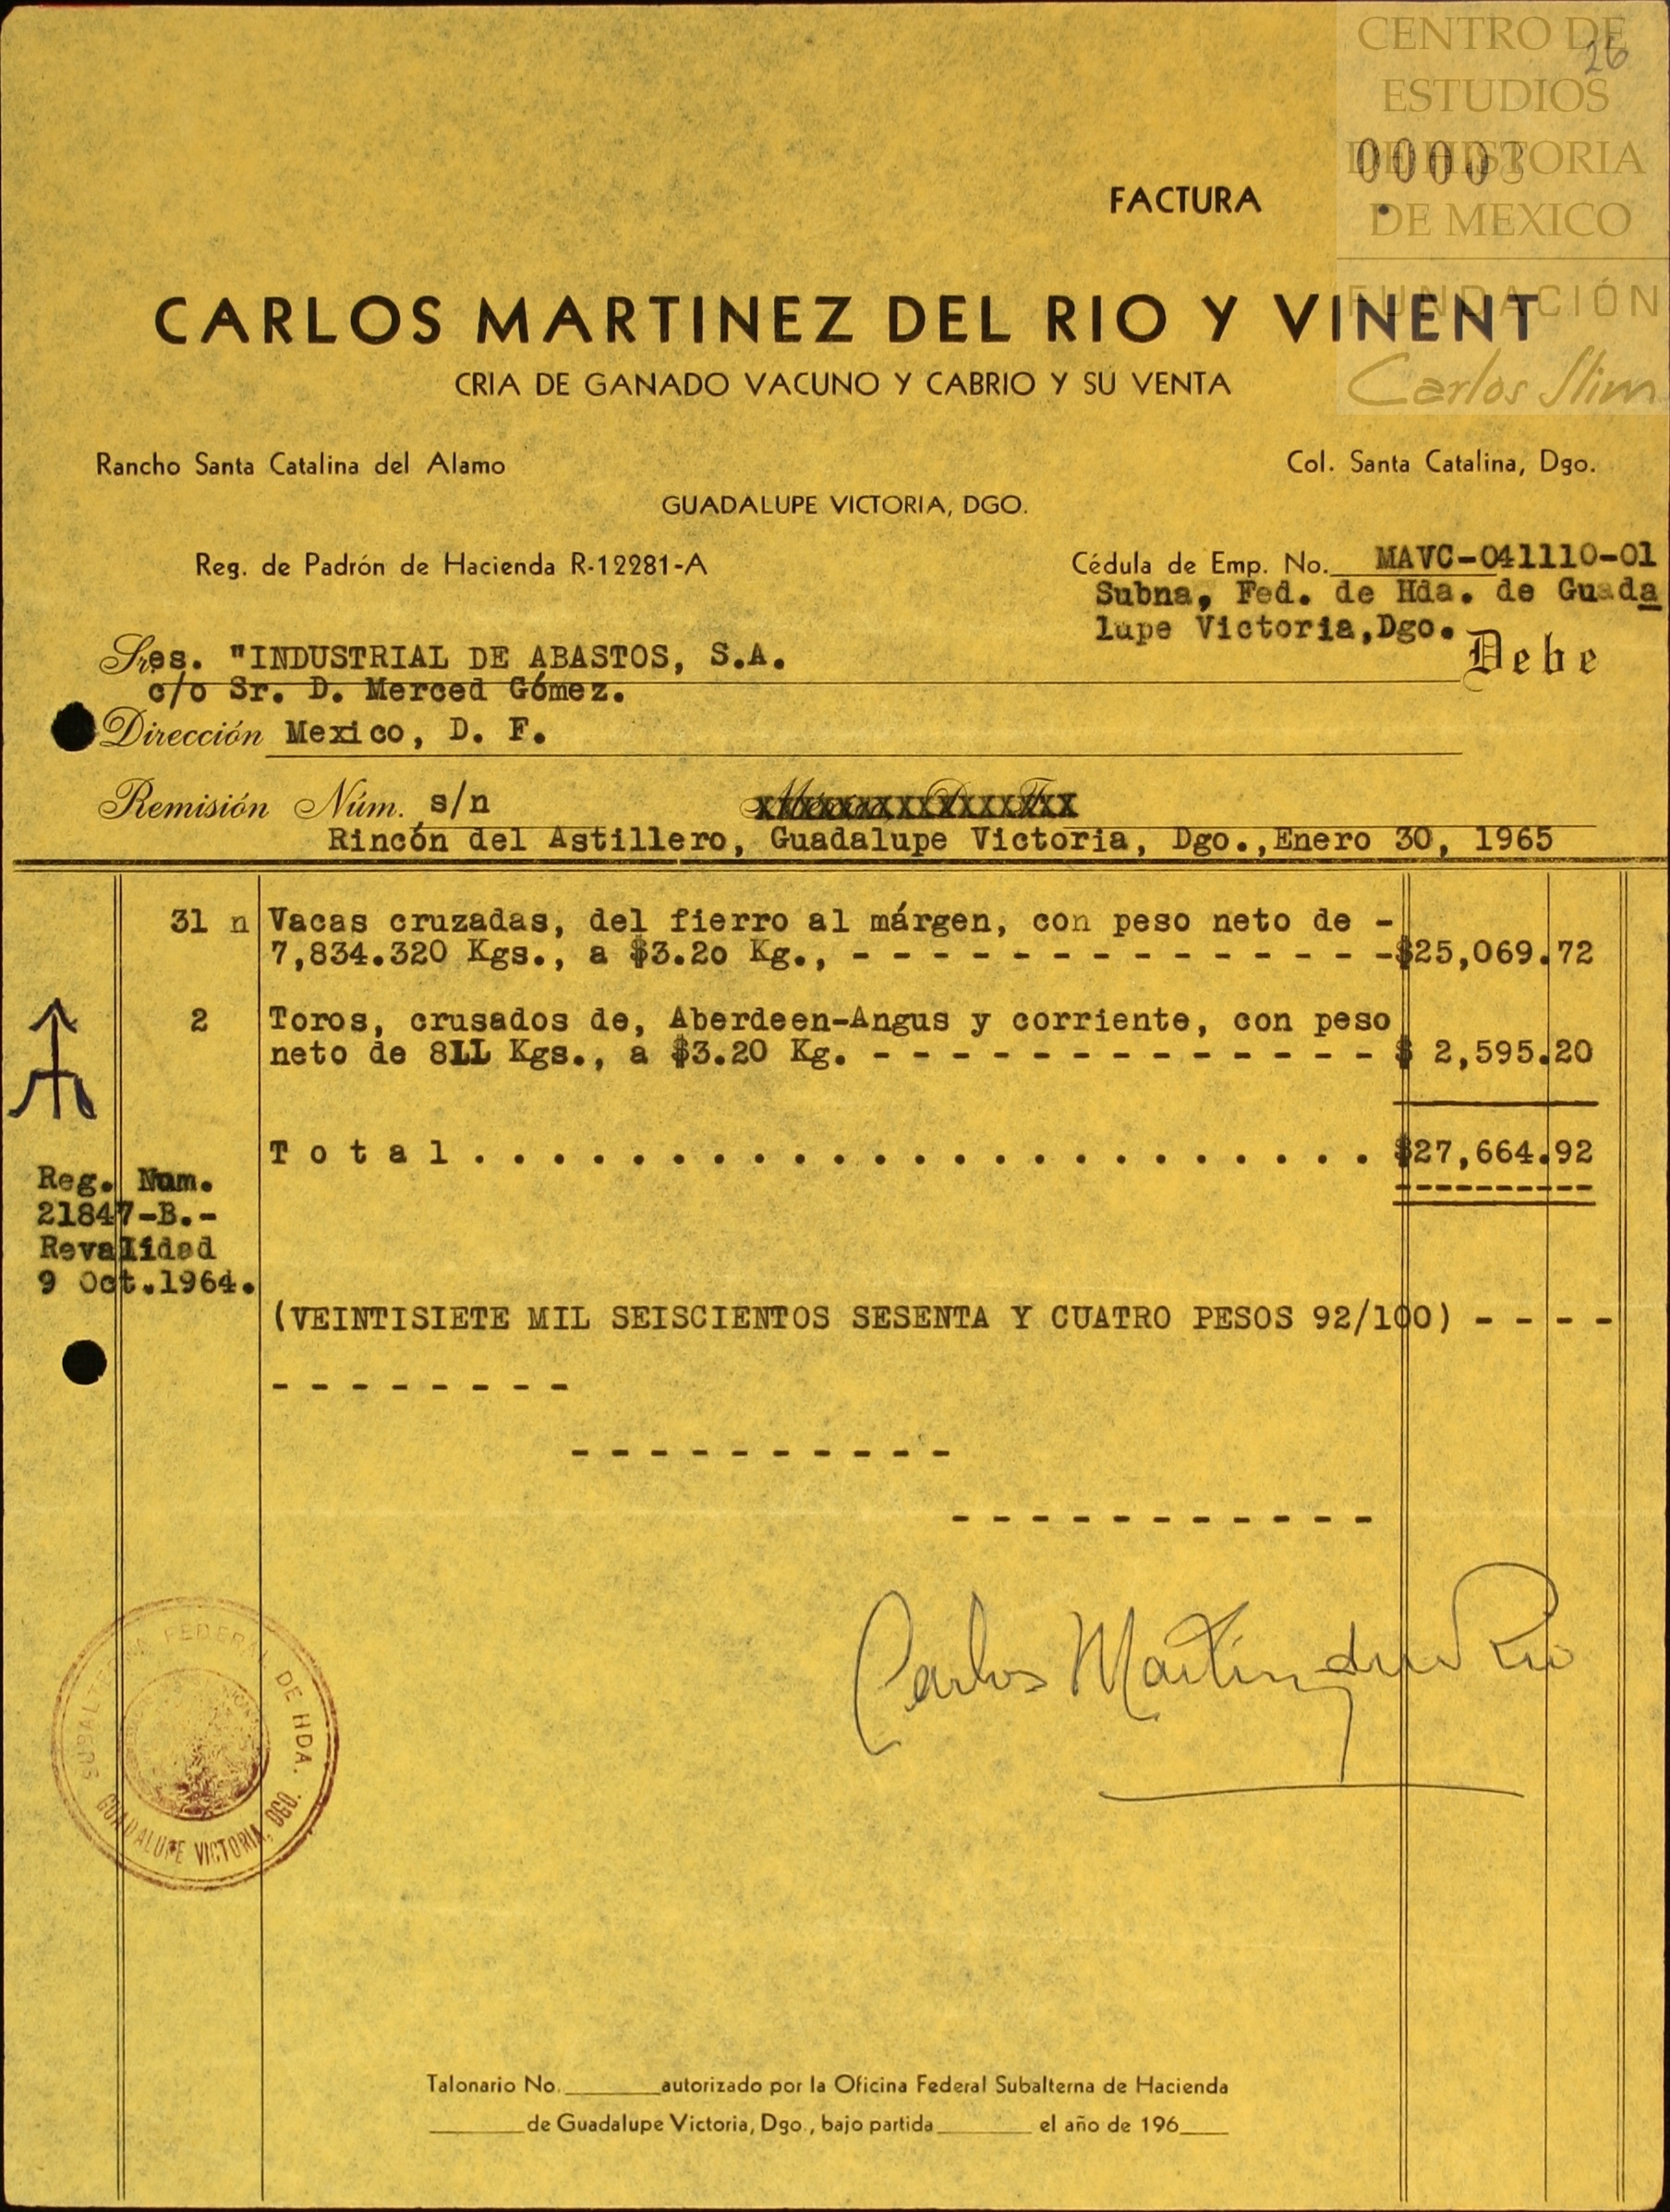 CENTRO DE
26
ESTUDIOS
DE HISTORIA
00003
DE MEXICO
FACTURA
FUNDACIÓN
CARLOS MARTINEZ DEL RIO Y VINENT
Carlos Slim
CRIA DE GANADO VACUNO Y CABRIO Y SU VENTA
Rancho Santa Catalina del Alamo
Col. Santa Catalina, Dgo.
GUADALUPE VICTORIA, DGO.
Reg. de Padrón de Hacienda R-12281-A
Cédula de Emp. No. MAVC-041110-01
Subna, Fed. de Hda. de Guada
lupe Victoria,Dgo.
Sres. "INDUSTRIAL DE ABASTOS, S.A.
Debe
c/o Sr. D. Merced Gómez.
Dirección Mexico, D. F.
Remisión Núm. s/n
Rincón del Astillero, Guadalupe Victoria, Dgo.,Enero 30, 1965
31 n Vacas cruzadas, del fierro al márgen, con peso neto de -
7,834.320 Kgs., a $3.20 Kg., - - - - - - - - - - - - - -$25,069.72
2 Toros, crusados de, Aberdeen-Angus y corriente, con peso
neto de 8LL Kgs., a $3.20 Kg. - - - - - - - - - - - - - $ 2,595.20
T o t a l . . . . . . . . . . . . . . . . . . . . . . . $27,664.92
Reg. Num.
21847-B.-
Revalidad
9 Oct.1964.
(VEINTISIETE MIL SEISCIENTOS SESENTA Y CUATRO PESOS 92/100) - - - -
- - - - - - - -
- - - - - - - - - -
- - - - - - - - - - -
Carlos Martinez del Rio
SUBALTERNA FEDERAL DE HDA.
GUADALUPE VICTORIA, DGO.
Talonario No.______autorizado por la Oficina Federal Subalterna de Hacienda
______de Guadalupe Victoria, Dgo., bajo partida______ el año de 196___